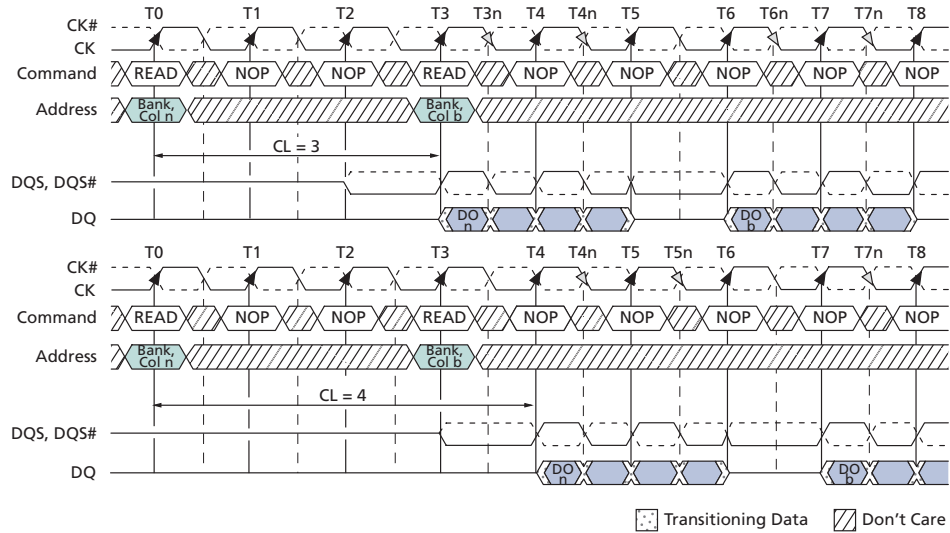 T0 T1 T2 T3 T3n T4 T4n T5 T6 T6n T7 T7n T8
CK#
CK
Command READ NOP NOP READ NOP NOP NOP NOP NOP
Address Bank, Col n Bank, Col b
CL = 3
DQS, DQS#
DQ DO n DO b
T0 T1 T2 T3 T4 T4n T5 T5n T6 T7 T7n T8
CK#
CK
Command READ NOP NOP READ NOP NOP NOP NOP NOP
Address Bank, Col n Bank, Col b
CL = 4
DQS, DQS#
DQ DO n DO b
Transitioning Data Don't Care